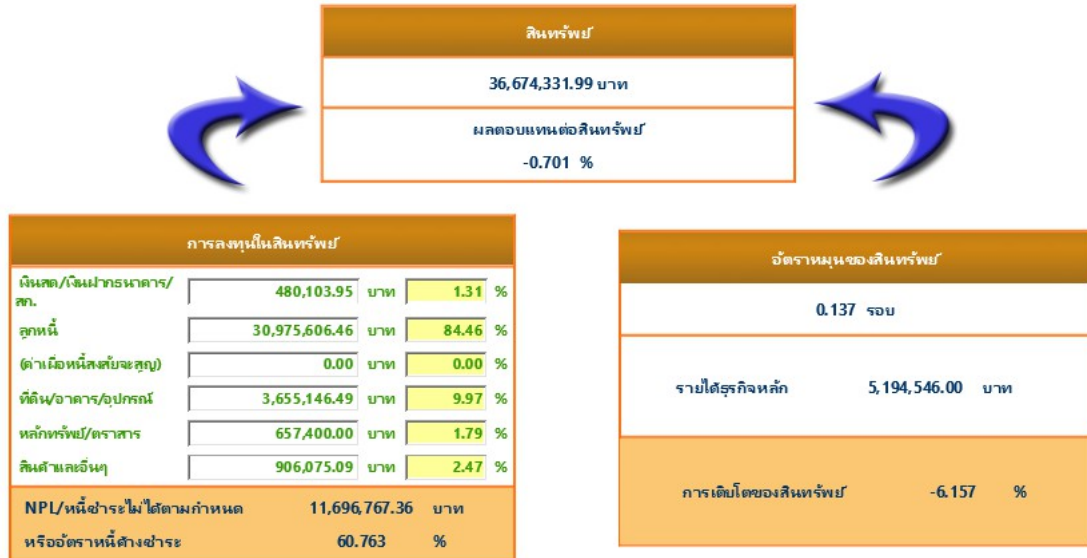 สินทรัพย์
36,674,331.99 บาท
ผลตอบแทนต่อสินทรัพย์
-0.701 %
การลงทุนในสินทรัพย์
เงินสด/เงินฝากธนาคาร/
สก.
480,103.95 บาท 1.31 %
ลูกหนี้ 30,975,606.46 บาท 84.46 %
(ค่าเผื่อหนี้สงสัยจะสูญ) 0.00 บาท 0.00 %
ที่ดิน/อาคาร/อุปกรณ์ 3,655,146.49 บาท 9.97 %
หลักทรัพย์/ตราสาร 657,400.00 บาท 1.79 %
สินค้าและอื่นๆ 906,075.09 บาท 2.47 %
NPL/หนี้ชำระไม่ได้ตามกำหนด 11,696,767.36 บาท
หรืออัตราหนี้ค้างชำระ 60.763 %
อัตราหมุนของสินทรัพย์
0.137 รอบ
รายได้ธุรกิจหลัก 5,194,546.00 บาท
การเติบโตของสินทรัพย์ -6.157 %